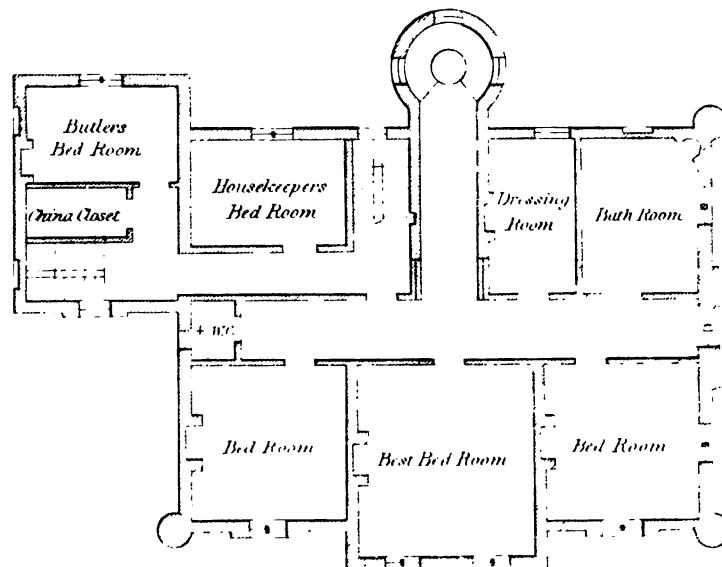 Butlers
Bed Room
China Closet
Housekeepers
Bed Room
Dressing
Room
Bath Room
W.C.
Bed Room
Best Bed Room
Bed Room